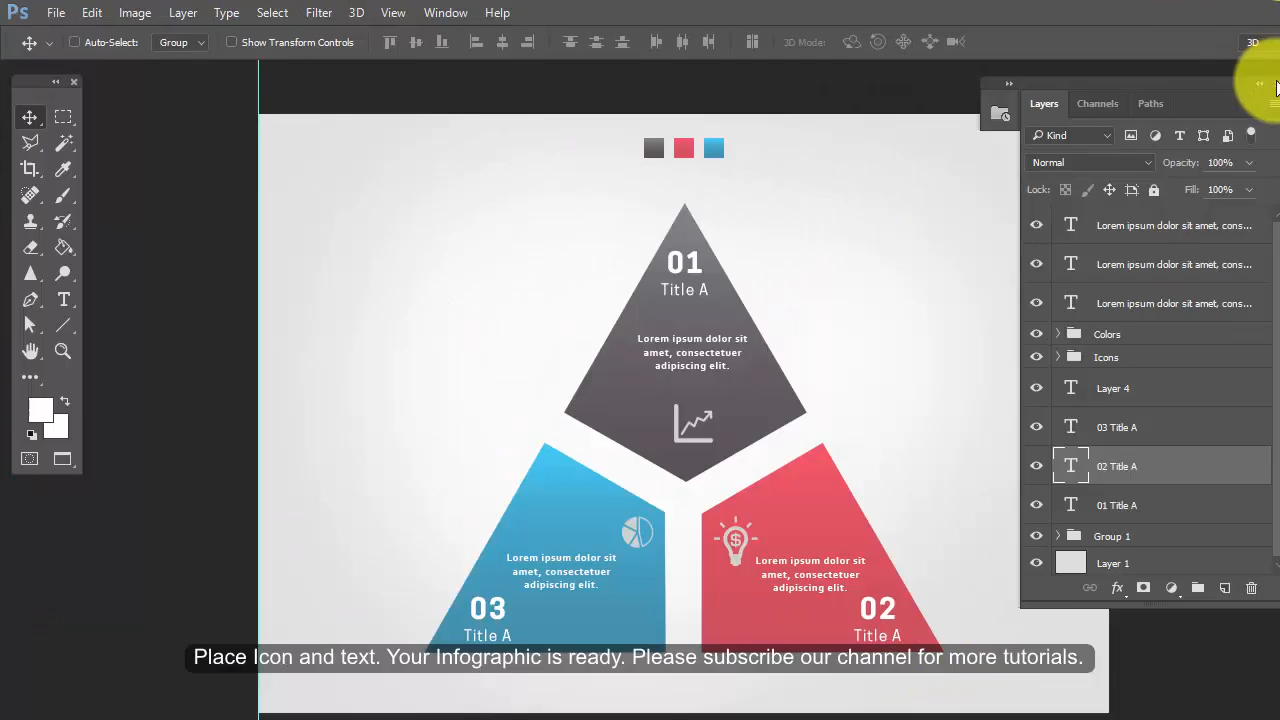 Ps File Edit Image Layer Type Select Filter 3D View Window Help
Auto-Select: Group Show Transform Controls 3D Mode: 3D
Layers Channels Paths
Kind
Normal Opacity: 100%
Lock: Fill: 100%
Lorem ipsum dolor sit amet, cons...
Lorem ipsum dolor sit amet, cons...
Lorem ipsum dolor sit amet, cons...
Colors
Icons
Layer 4
03 Title A
02 Title A
01 Title A
Group 1
Layer 1
fx
01
Title A
Lorem ipsum dolor sit
amet, consectetuer
adipiscing elit.
Lorem ipsum dolor sit
amet, consectetuer
adipiscing elit.
03
Title A
$
Lorem ipsum dolor sit
amet, consectetuer
adipiscing elit.
02
Title A
Place Icon and text. Your Infographic is ready. Please subscribe our channel for more tutorials.